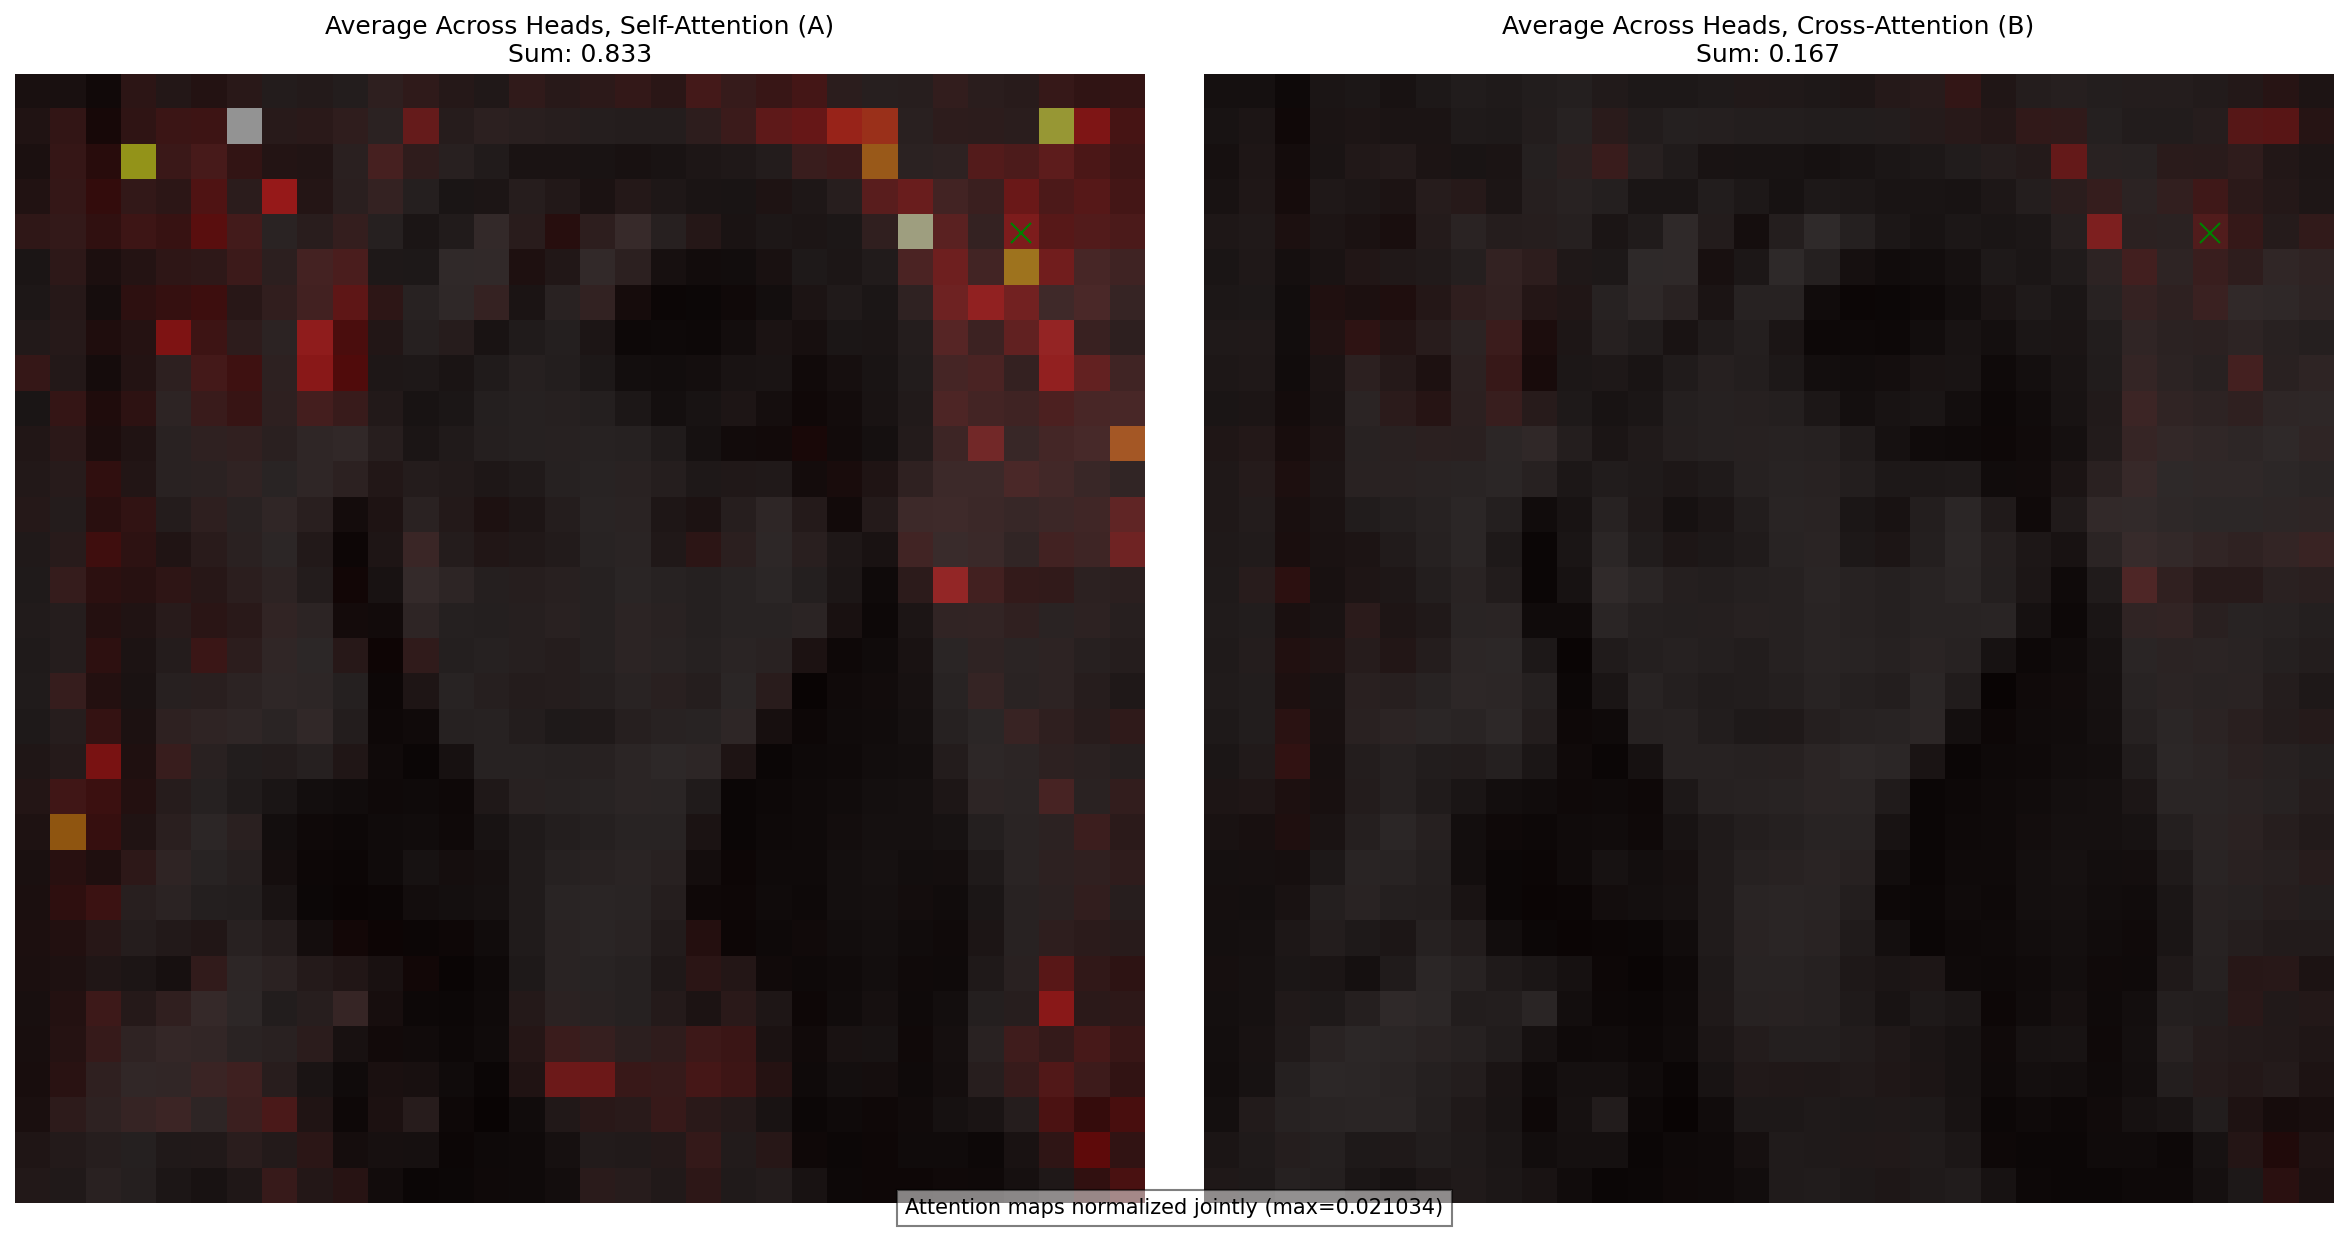 Average Across Heads, Self-Attention (A)
Sum: 0.833
Average Across Heads, Cross-Attention (B)
Sum: 0.167
Attention maps normalized jointly (max=0.021034)